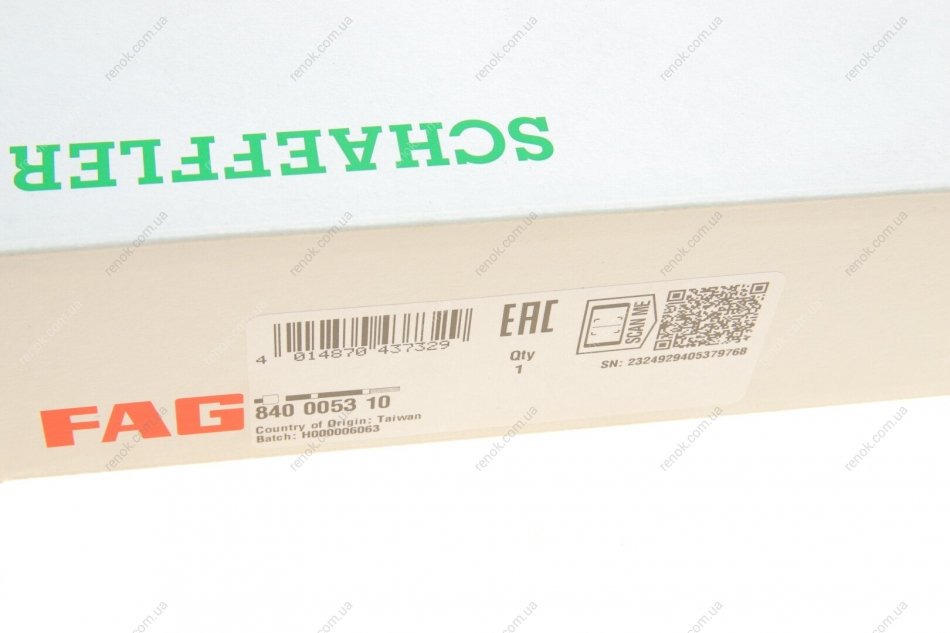 SCHAEFFLER
4 014870 437329
EAC
Qty
1
SCAN ME
SN: 2324929405379768
FAG
840 0053 10
Country of Origin: Taiwan
Batch: H000006063
renok.com.ua